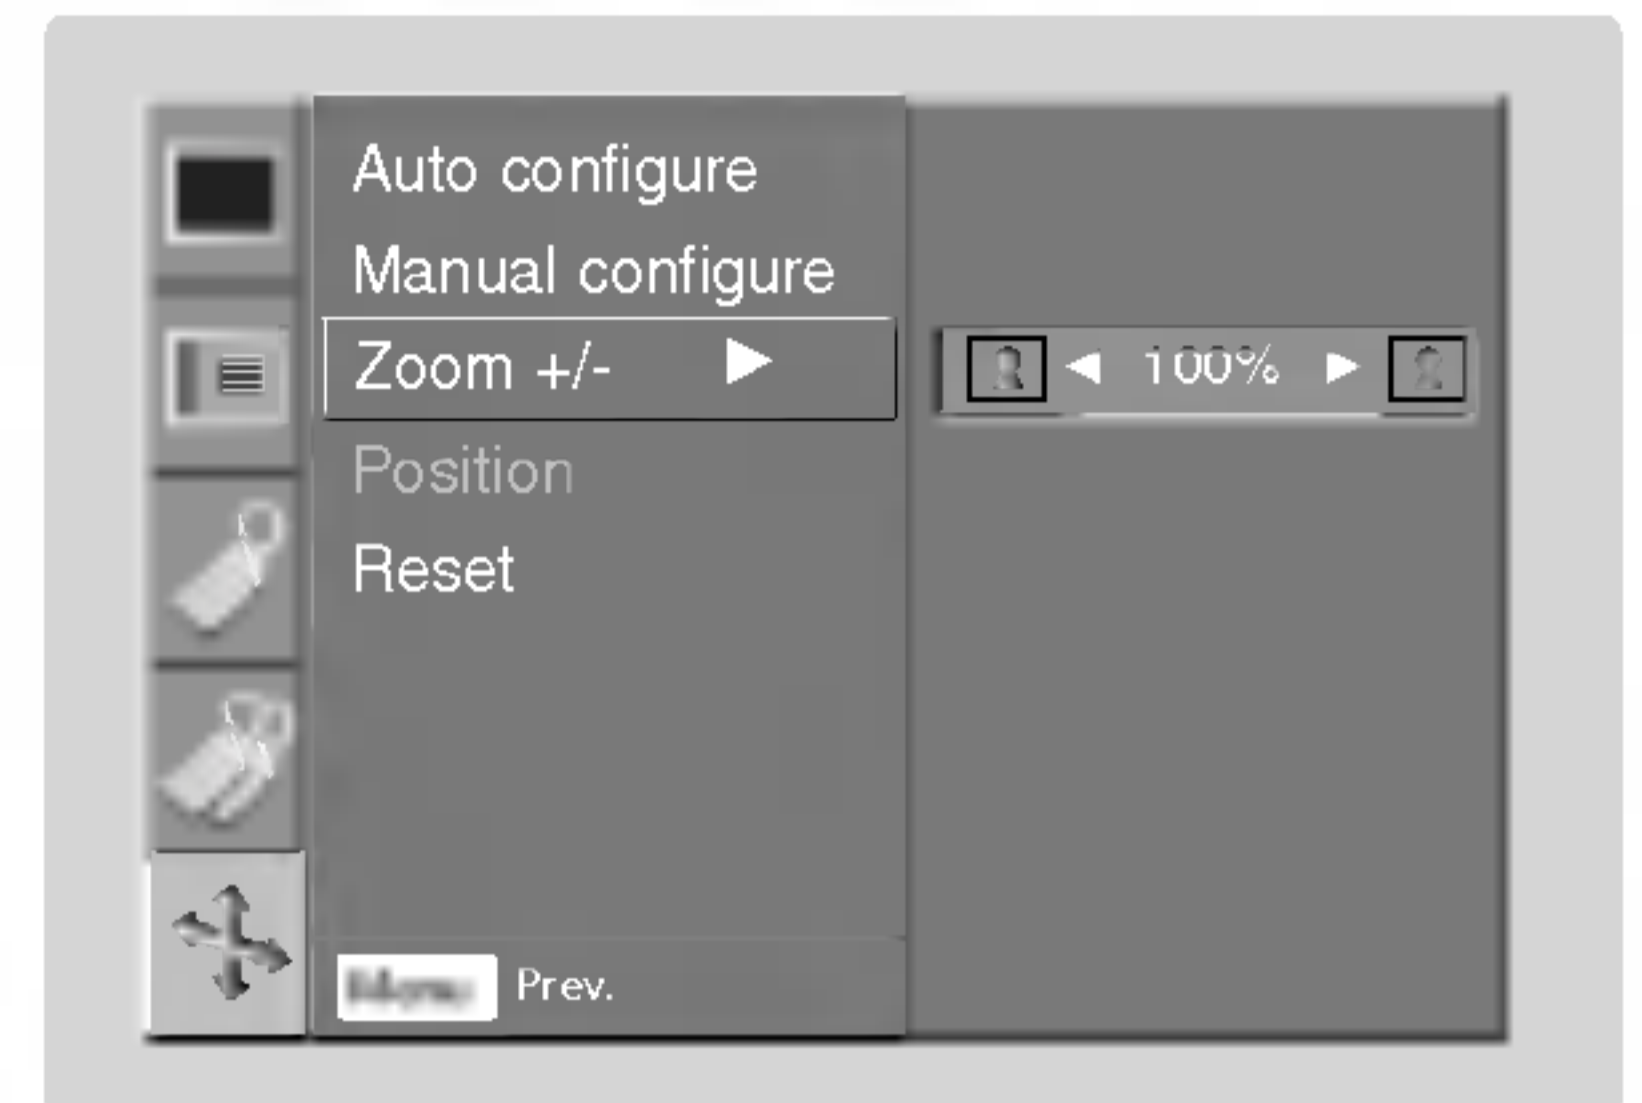 Auto configure
Manual configure
Zoom +/- ▶ ◀ 100% ▶
Position
Reset
Prev.